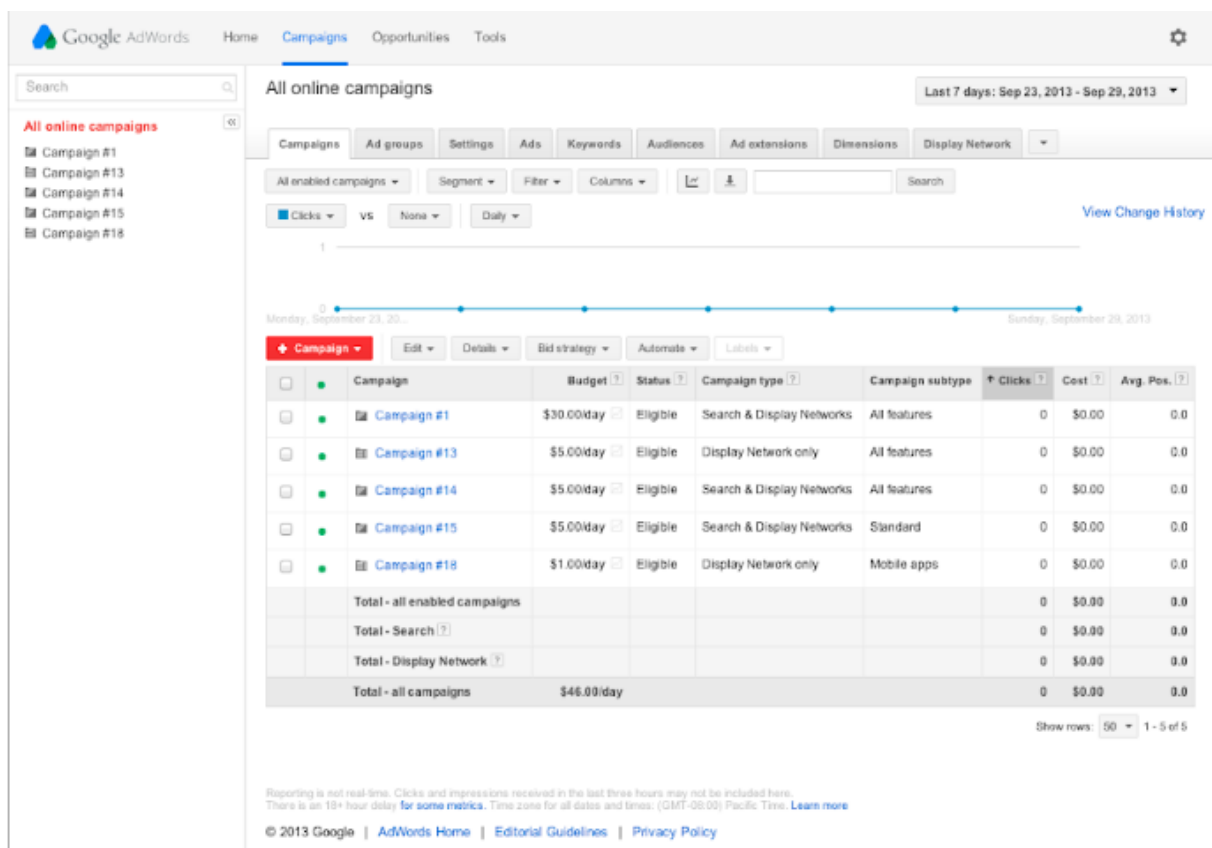 Google AdWords Home Campaigns Opportunities Tools
Search
All online campaigns
Campaign #1
Campaign #13
Campaign #14
Campaign #15
Campaign #18
All online campaigns
Last 7 days: Sep 23, 2013 - Sep 29, 2013
Campaigns Ad groups Settings Ads Keywords Audiences Ad extensions Dimensions Display Network
All enabled campaigns Segment Filter Columns Search
Clicks vs None Daily
View Change History
1
0
Monday, September 23, 20... Sunday, September 29, 2013
+ Campaign Edit Details Bid strategy Automate Labels
Campaign Budget ? Status ? Campaign type ? Campaign subtype ↑ Clicks ? Cost ? Avg. Pos. ?
Campaign #1 $30.00/day Eligible Search & Display Networks All features 0 $0.00 0.0
Campaign #13 $5.00/day Eligible Display Network only All features 0 $0.00 0.0
Campaign #14 $5.00/day Eligible Search & Display Networks All features 0 $0.00 0.0
Campaign #15 $5.00/day Eligible Search & Display Networks Standard 0 $0.00 0.0
Campaign #18 $1.00/day Eligible Display Network only Mobile apps 0 $0.00 0.0
Total - all enabled campaigns 0 $0.00 0.0
Total - Search ? 0 $0.00 0.0
Total - Display Network ? 0 $0.00 0.0
Total - all campaigns $46.00/day 0 $0.00 0.0
Show rows: 50 1 - 5 of 5
Reporting is not real-time. Clicks and impressions received in the last three hours may not be included here.
There is an 18+ hour delay for some metrics. Time zone for all dates and times: (GMT-08:00) Pacific Time. Learn more
© 2013 Google | AdWords Home | Editorial Guidelines | Privacy Policy